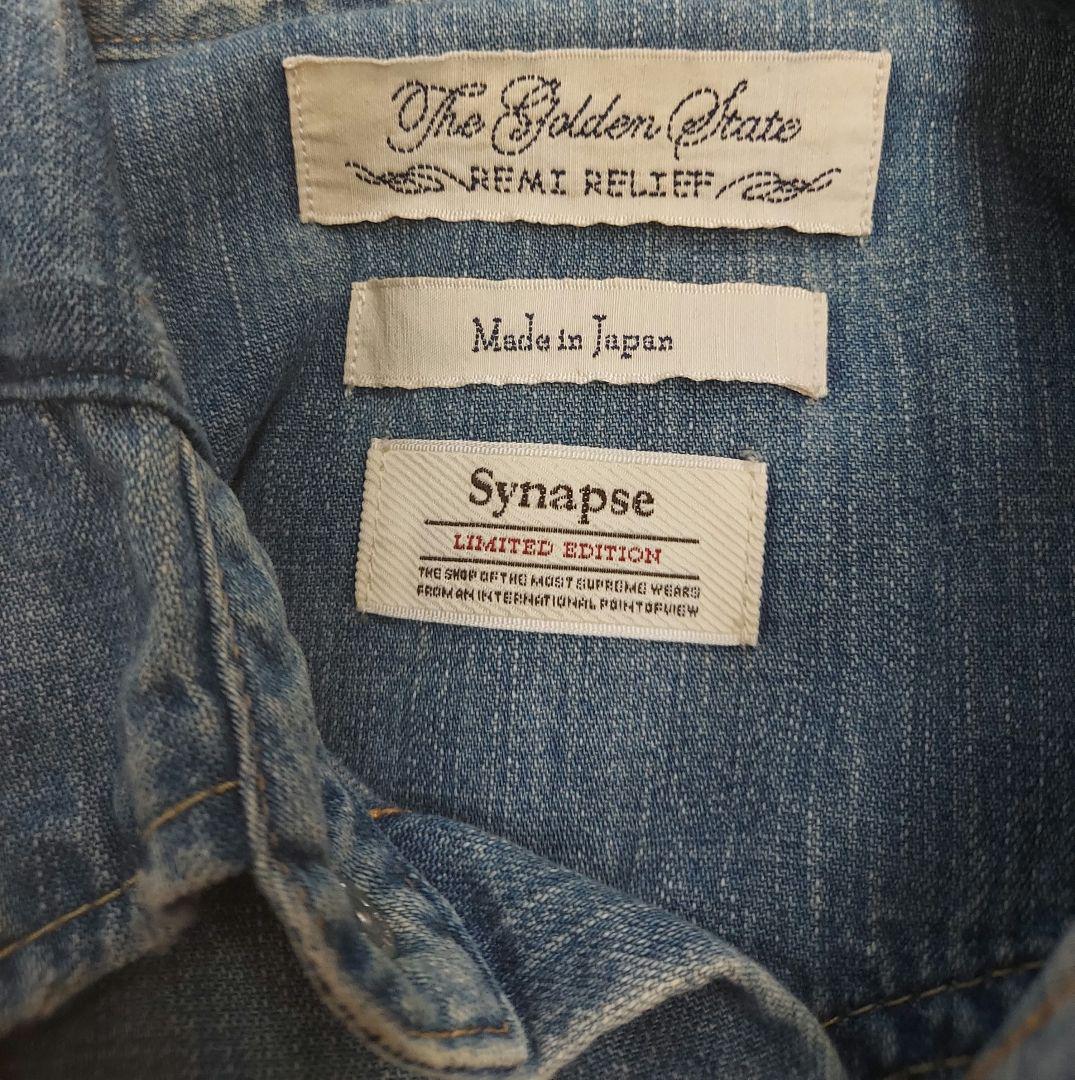 The Golden State
REMI RELIEF
Made in Japan
Synapse
LIMITED EDITION
THE SHOP OF THE MOST SUPREME WEARS
FROM AN INTERNATIONAL POINT OF VIEW